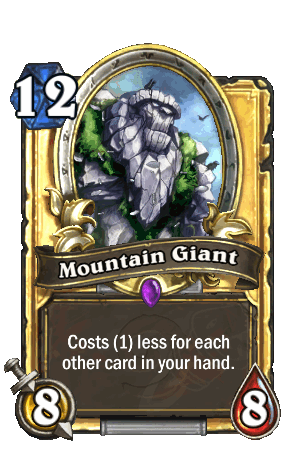 12
Mountain Giant
Costs (1) less for each
other card in your hand.
8
8